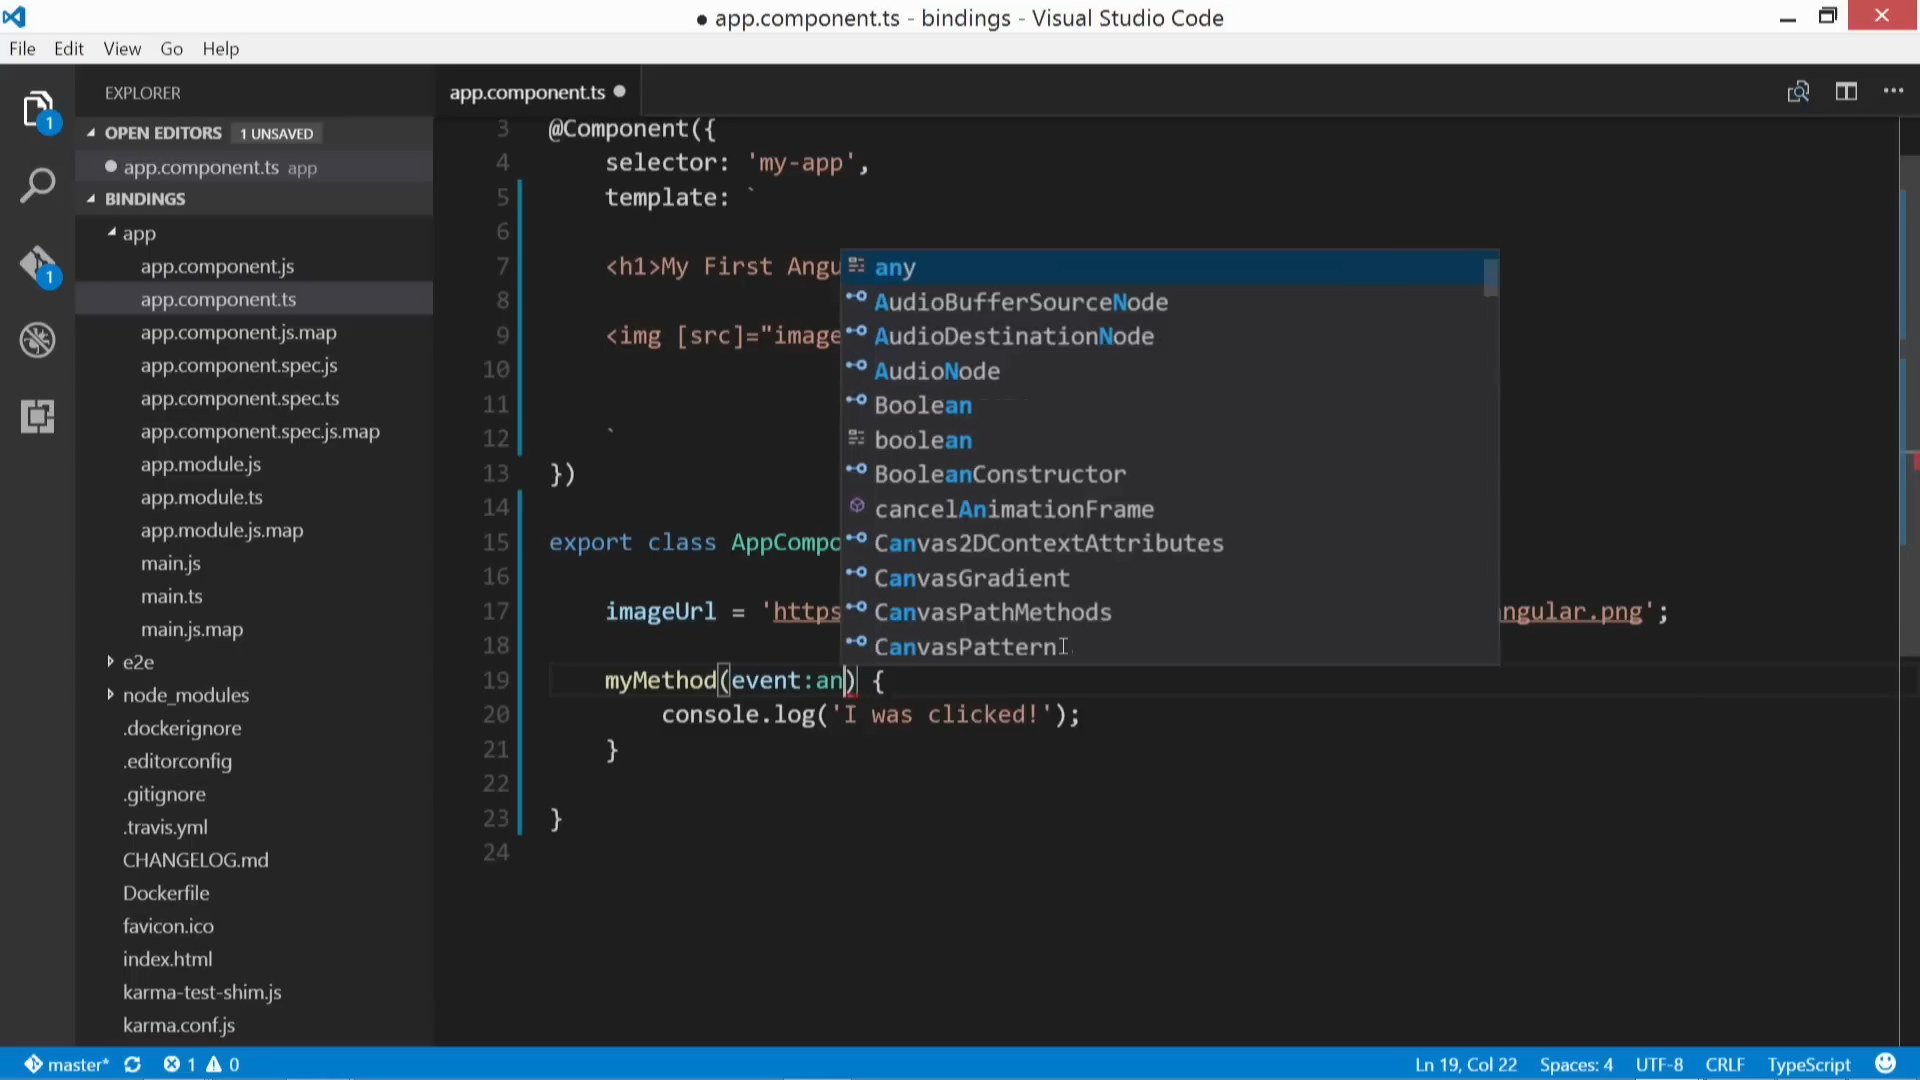 ● app.component.ts - bindings - Visual Studio Code
File Edit View Go Help
EXPLORER
OPEN EDITORS 1 UNSAVED
app.component.ts app
BINDINGS
app
app.component.js
app.component.ts
app.component.js.map
app.component.spec.js
app.component.spec.ts
app.component.spec.js.map
app.module.js
app.module.ts
app.module.js.map
main.js
main.ts
main.js.map
e2e
node_modules
.dockerignore
.editorconfig
.gitignore
.travis.yml
CHANGELOG.md
Dockerfile
favicon.ico
index.html
karma-test-shim.js
karma.conf.js
1
1
app.component.ts
3 @Component({
4 selector: 'my-app',
5 template: `
6
7 <h1>My First Angu
8
9 <img [src]="image
10
11
12 `
13 })
14
15 export class AppCompo
16
17 imageUrl = 'https ngular.png';
18
19 myMethod(event:an) {
20 console.log('I was clicked!');
21 }
22
23 }
24
any
AudioBufferSourceNode
AudioDestinationNode
AudioNode
Boolean
boolean
BooleanConstructor
cancelAnimationFrame
Canvas2DContextAttributes
CanvasGradient
CanvasPathMethods
CanvasPattern
master* 1 0 Ln 19, Col 22 Spaces: 4 UTF-8 CRLF TypeScript